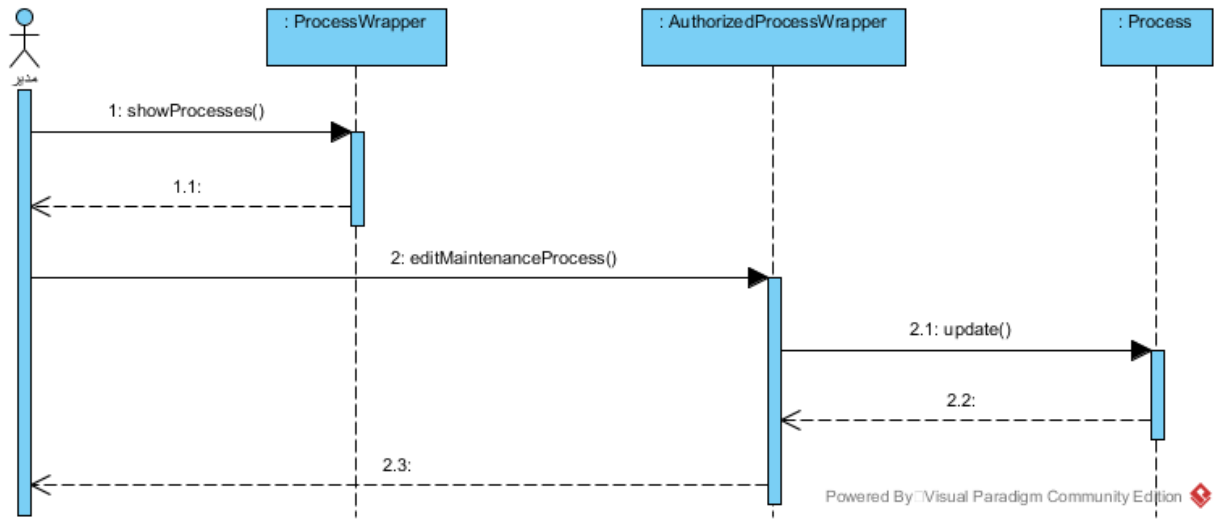 : ProcessWrapper
: AuthorizedProcessWrapper
: Process
مدیر
1: showProcesses()
1.1:
2: editMaintenanceProcess()
2.1: update()
2.2:
2.3:
Powered By Visual Paradigm Community Edition